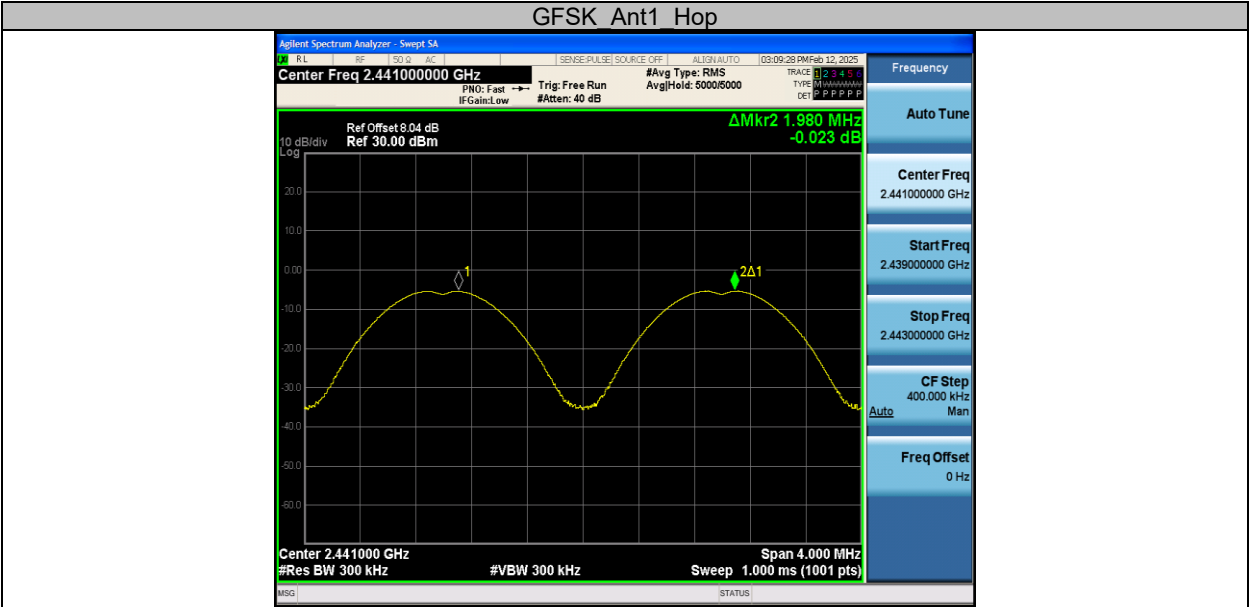 GFSK_Ant1_Hop
Agilent Spectrum Analyzer - Swept SA
RL RF 50 Ω AC SENSE:PULSE SOURCE OFF ALIGN AUTO 03:09:28 PM Feb 12, 2025
Center Freq 2.441000000 GHz
PNO: Fast
IFGain:Low
Trig: Free Run
#Atten: 40 dB
#Avg Type: RMS
Avg|Hold: 5000/5000
TRACE 1 2 3 4 5 6
TYPE M
DET P P P P P P
ΔMkr2 1.980 MHz
-0.023 dB
Ref Offset 8.04 dB
10 dB/div Ref 30.00 dBm
Log
20.0
10.0
0.00
-10.0
-20.0
-30.0
-40.0
-50.0
-60.0
1
2Δ1
Center 2.441000 GHz Span 4.000 MHz
#Res BW 300 kHz #VBW 300 kHz Sweep 1.000 ms (1001 pts)
MSG STATUS
Frequency
Auto Tune
Center Freq
2.441000000 GHz
Start Freq
2.439000000 GHz
Stop Freq
2.443000000 GHz
CF Step
400.000 kHz
Auto Man
Freq Offset
0 Hz